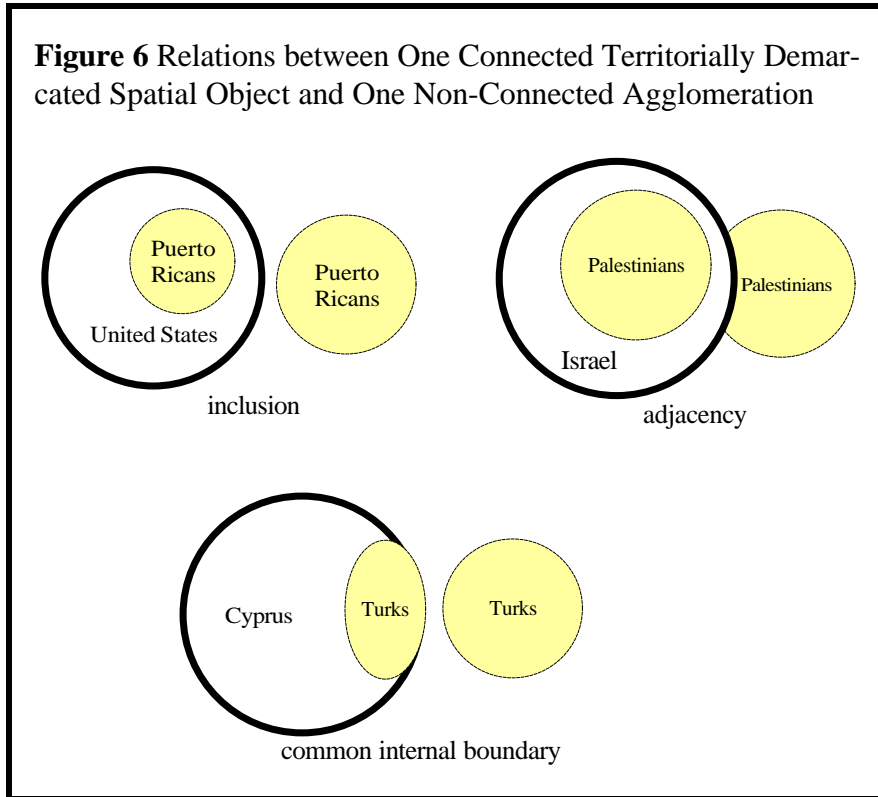 Figure 6 Relations between One Connected Territorially Demar-
cated Spatial Object and One Non-Connected Agglomeration
Puerto
Ricans
Puerto
Ricans
United States
inclusion
Palestinians
Palestinians
Israel
adjacency
Cyprus
Turks
Turks
common internal boundary